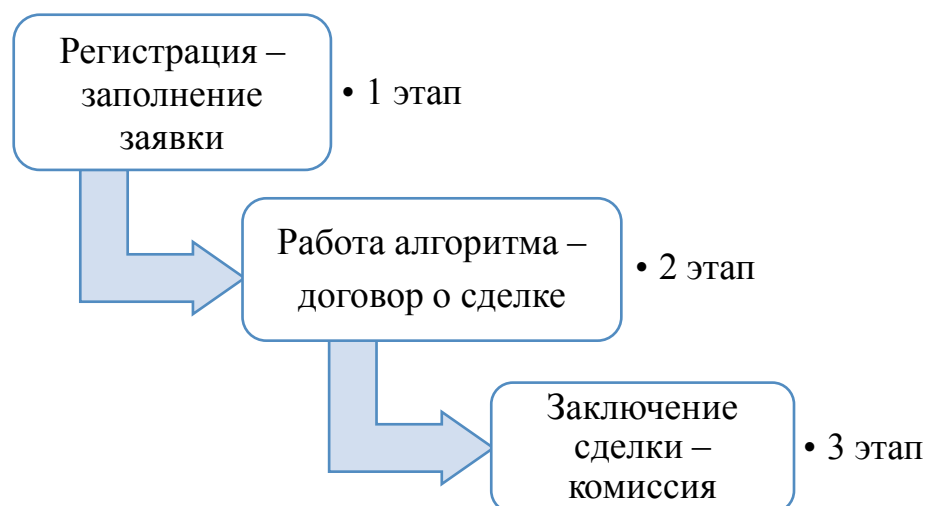 Регистрация –
заполнение
заявки
• 1 этап
Работа алгоритма –
договор о сделке
• 2 этап
Заключение
сделки –
комиссия
• 3 этап